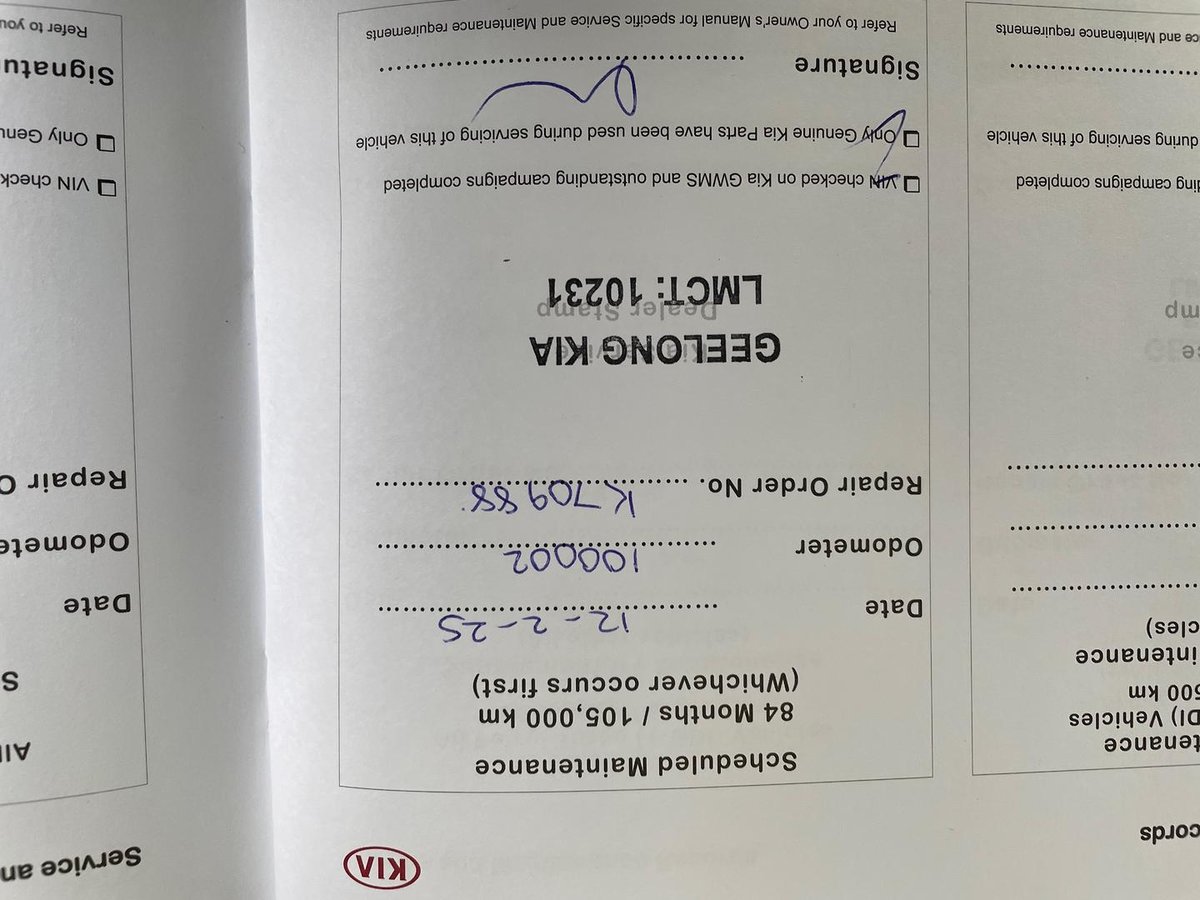 KIA
Scheduled Maintenance
84 Months / 105,000 km
(Whichever occurs first)
Date 12-2-25
Odometer 100002
Repair Order No. K70988
GEELONG KIA
Kia Service
Dealer Stamp
LMCT: 10231
VIN checked on Kia GWMS and outstanding campaigns completed
Only Genuine Kia Parts have been used during servicing of this vehicle
Signature
Refer to your Owner's Manual for specific Service and Maintenance requirements
cords
tenance
DI) Vehicles
500 km
intenance
cles)
ding campaigns completed
during servicing of this vehicle
ce and Maintenance requirements
Service an
All
S
Date
Odomete
Repair O
VIN check
Only Genu
Signatu
Refer to you